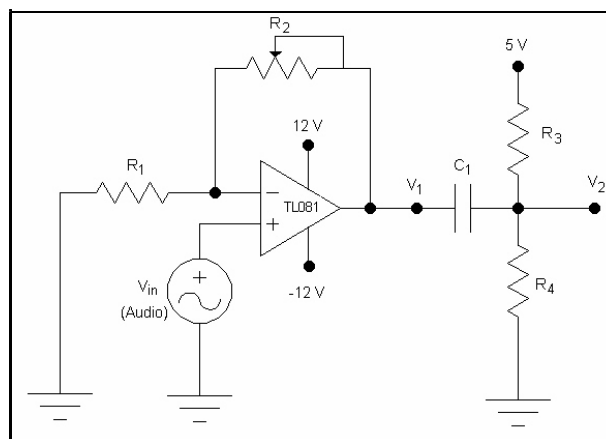 R2
5 V
12 V
R3
R1
C1
V1
V2
−
TL081
+
+
Vin
(Audio)
-12 V
R4